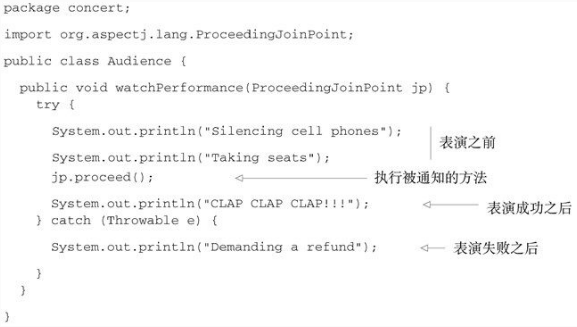 package concert;
import org.aspectj.lang.ProceedingJoinPoint;
public class Audience {
public void watchPerformance(ProceedingJoinPoint jp) {
try {
System.out.println("Silencing cell phones");
表演之前
System.out.println("Taking seats");
jp.proceed();
执行被通知的方法
System.out.println("CLAP CLAP CLAP!!!");
表演成功之后
} catch (Throwable e) {
System.out.println("Demanding a refund");
表演失败之后
}
}
}